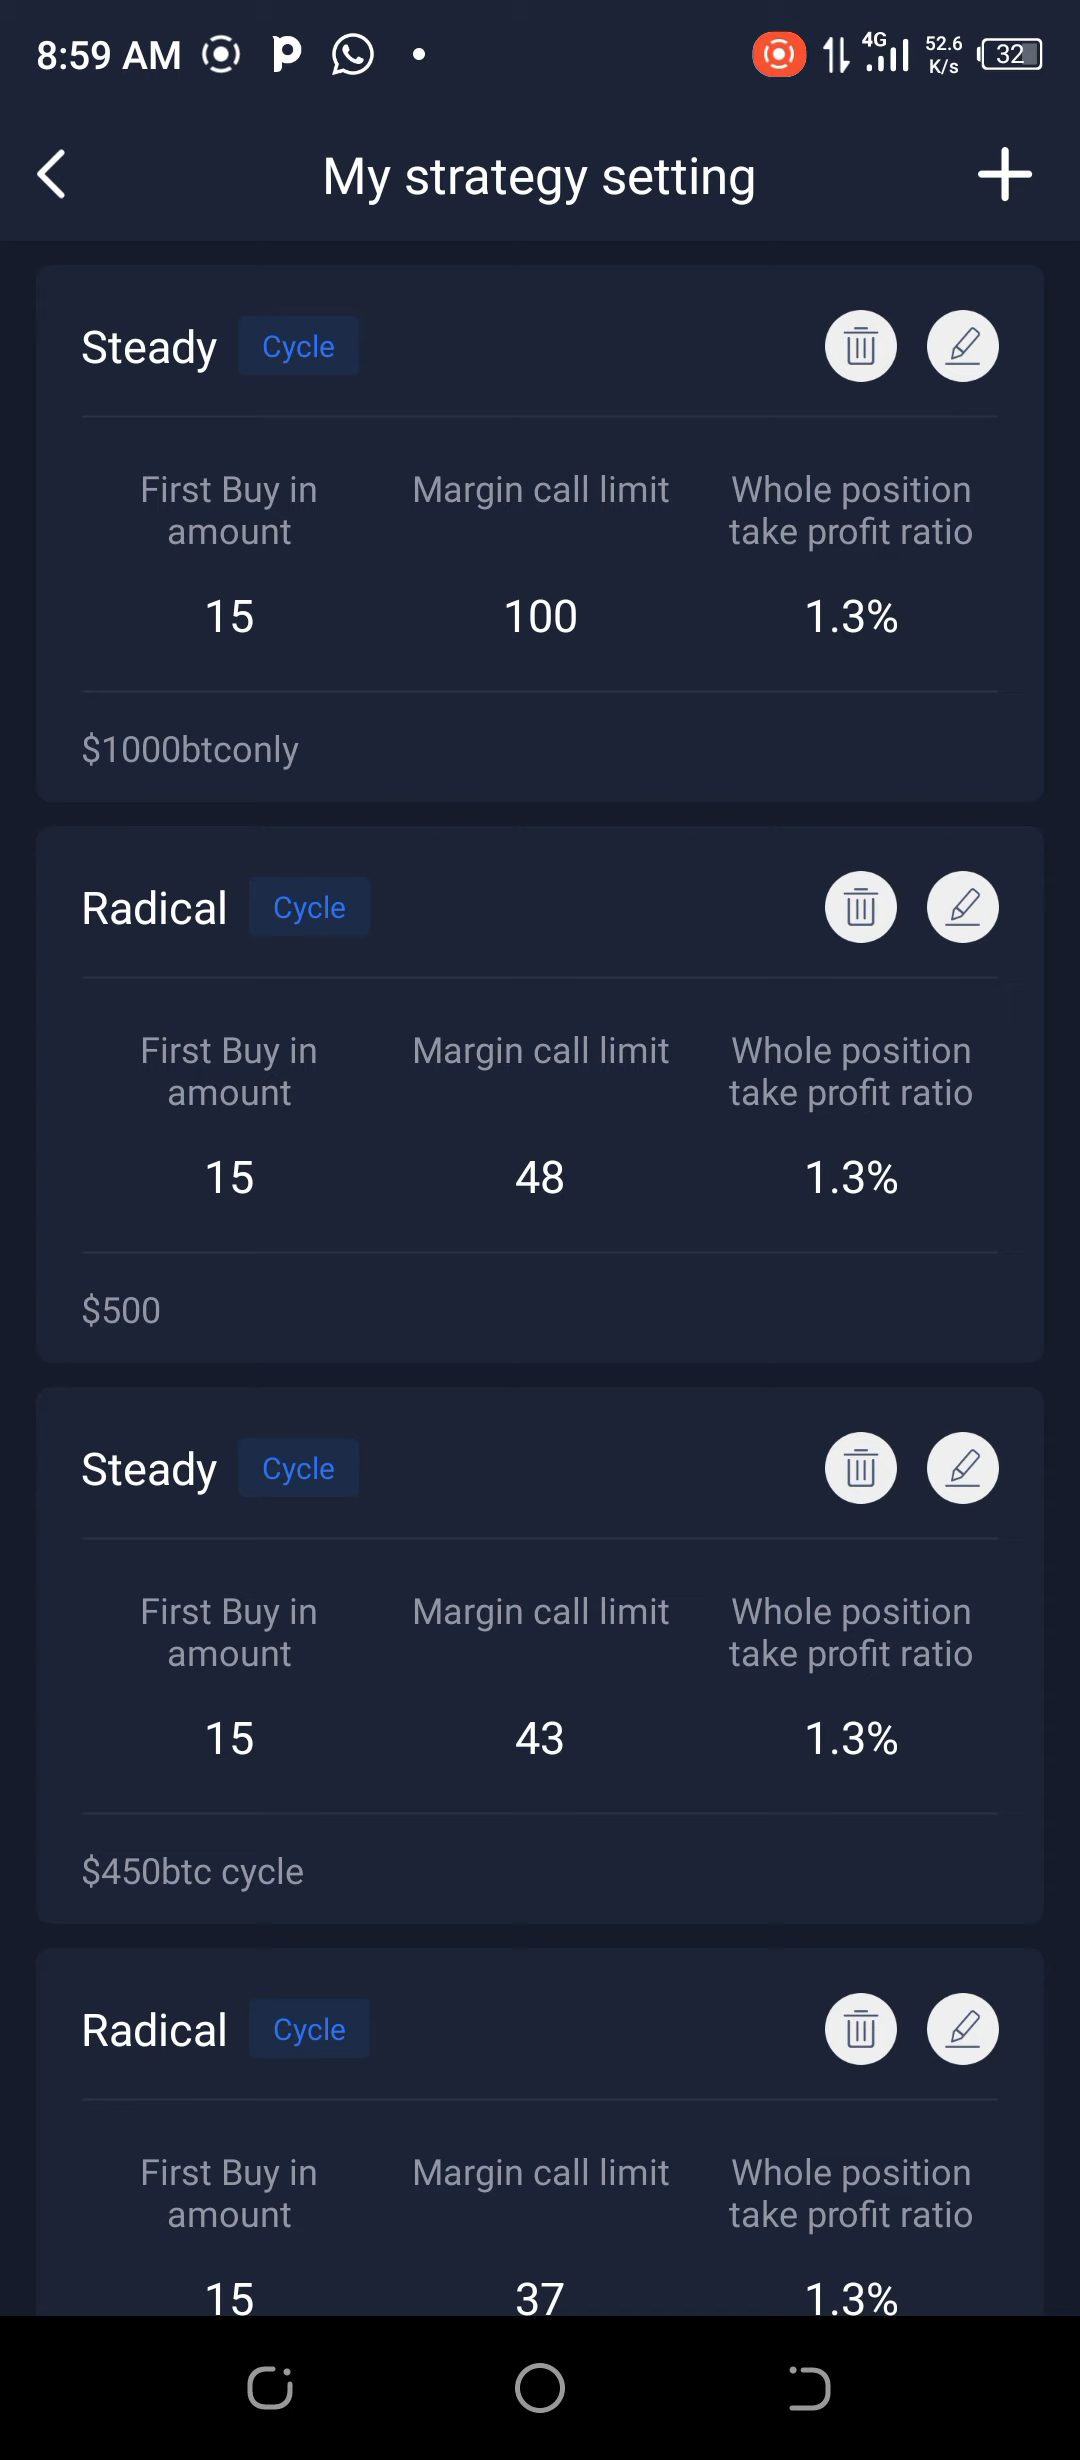 8:59 AM
4G
52.6
K/s
32
My strategy setting
Steady Cycle
First Buy in amount
Margin call limit
Whole position take profit ratio
15 100 1.3%
$1000btconly
Radical Cycle
First Buy in amount
Margin call limit
Whole position take profit ratio
15 48 1.3%
$500
Steady Cycle
First Buy in amount
Margin call limit
Whole position take profit ratio
15 43 1.3%
$450btc cycle
Radical Cycle
First Buy in amount
Margin call limit
Whole position take profit ratio
15 37 1.3%